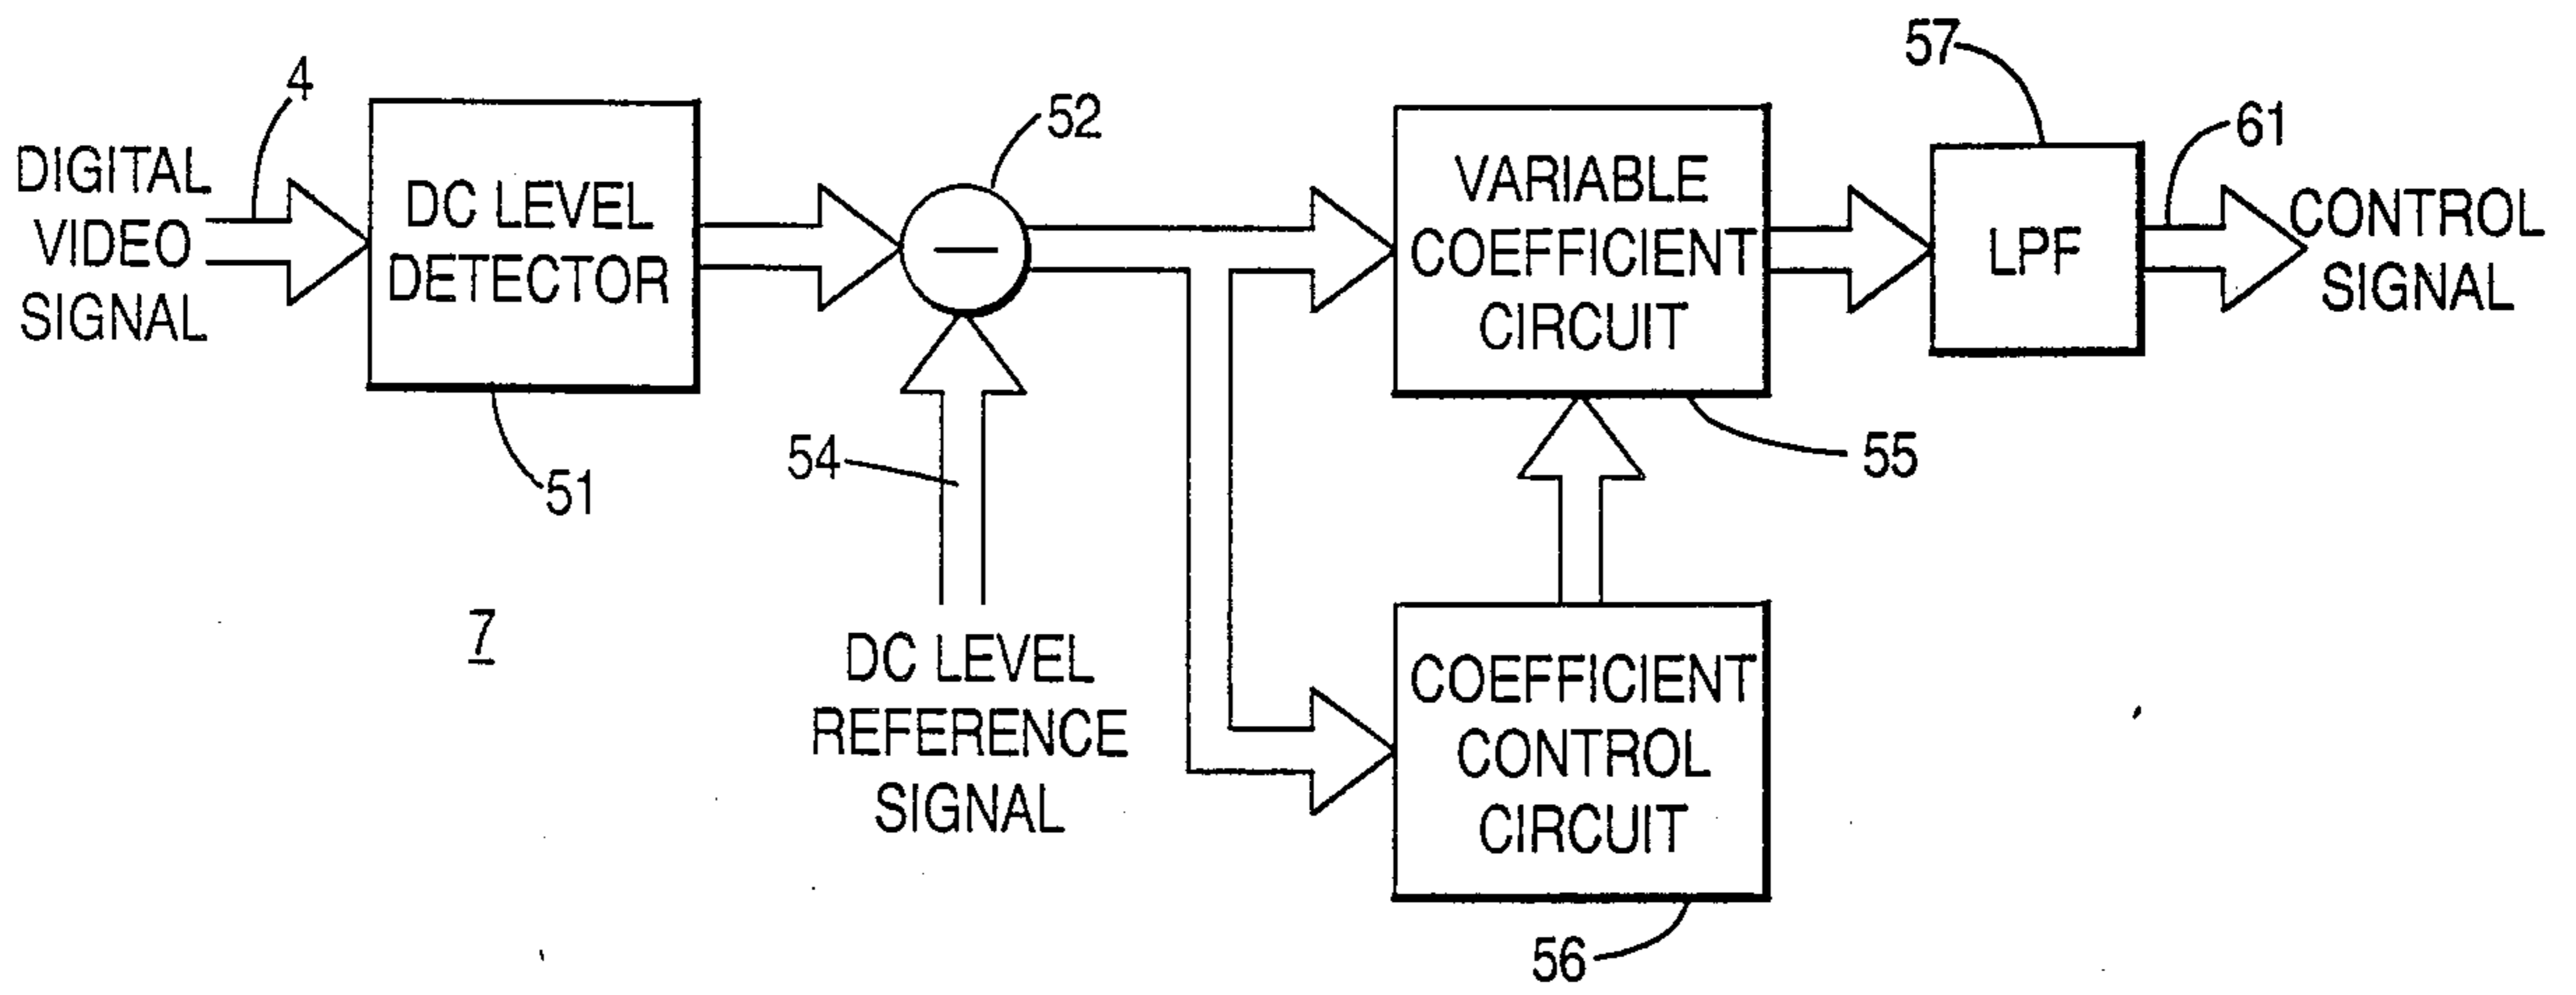 4
DIGITAL
VIDEO
SIGNAL
DC LEVEL
DETECTOR
51
52
54
DC LEVEL
REFERENCE
SIGNAL
VARIABLE
COEFFICIENT
CIRCUIT
55
COEFFICIENT
CONTROL
CIRCUIT
56
57
LPF
61
CONTROL
SIGNAL
7